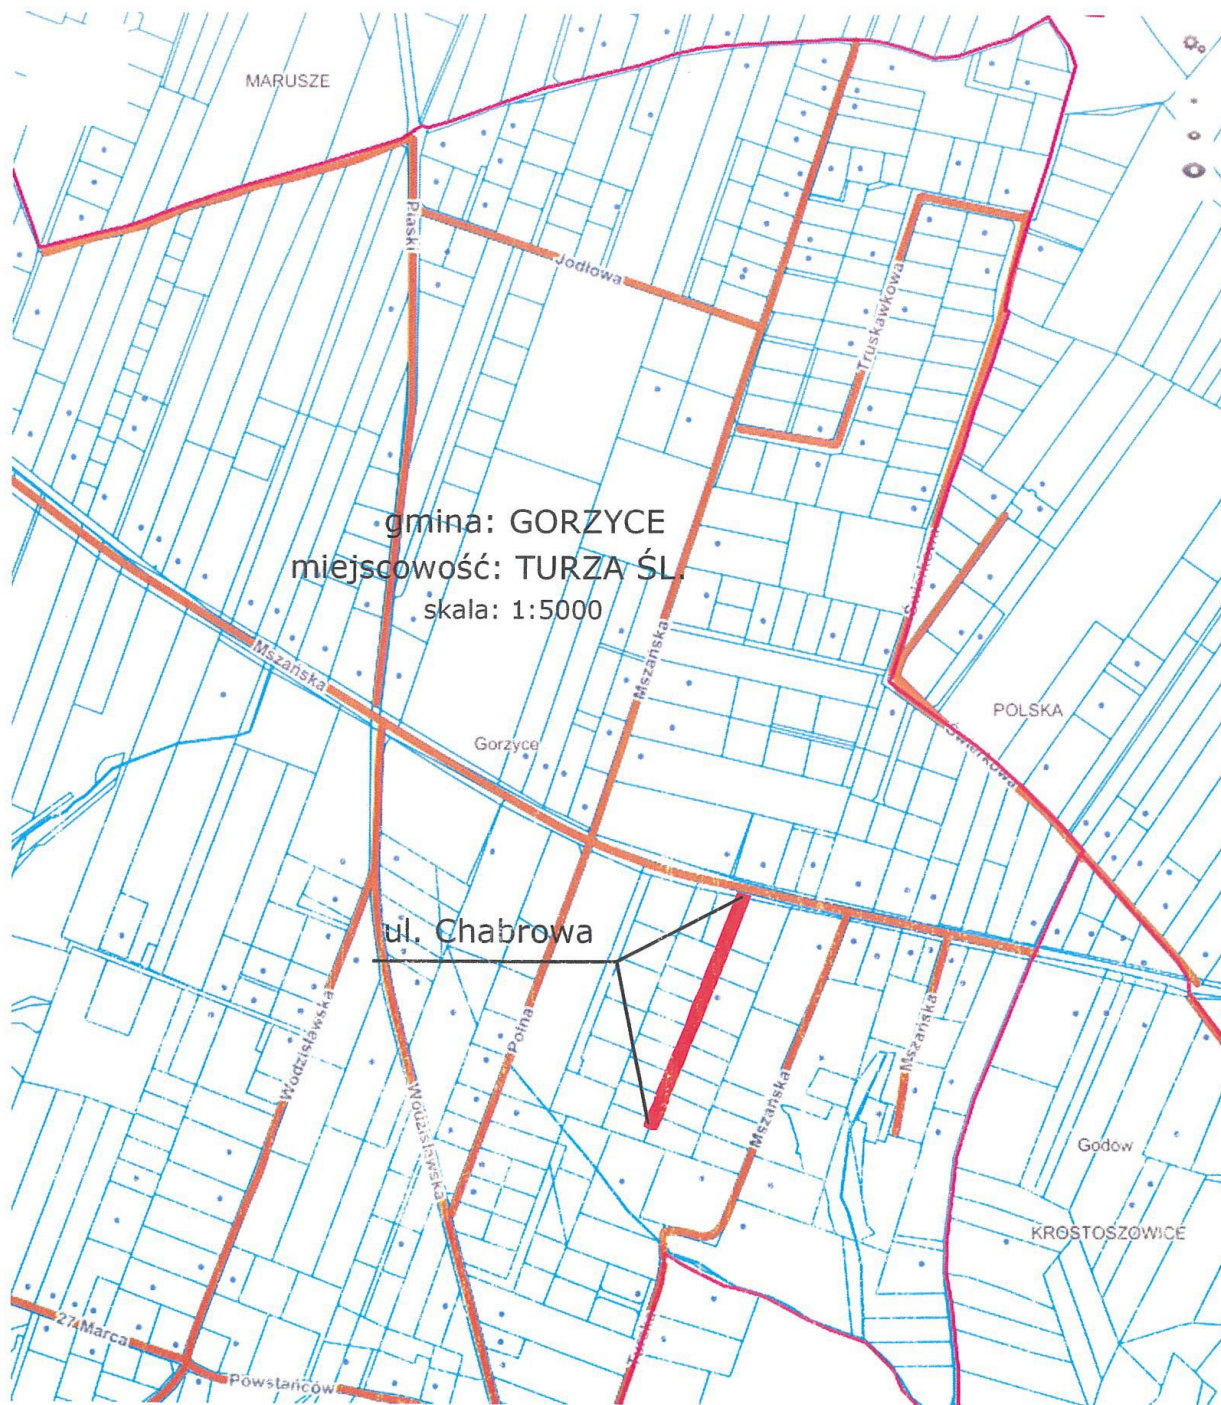 MARUSZE
Piaski
Jodłowa
Truskawkowa
gmina: GORZYCE
miejscowość: TURZA ŚL.
skala: 1:5000
Świerkowa
Mszańska
Mszańska
POLSKA
Gorzyce
Świerkowa
ul. Chabrowa
Wodzisławska
Polna
Mszańska
Mszańska
Wodzisławska
Godów
KROSTOSZOWICE
27 Marca
Powstańców